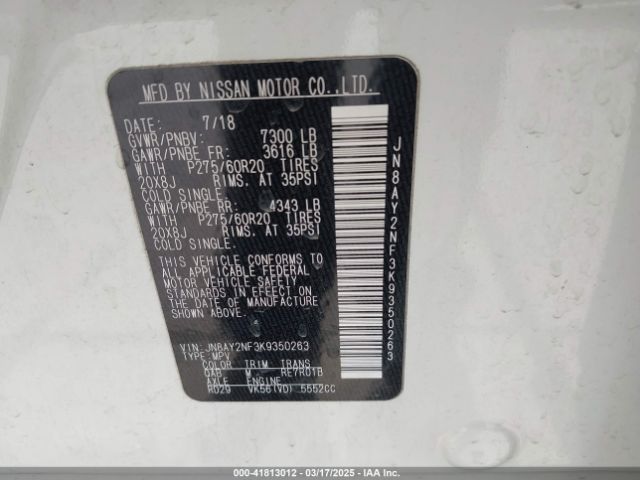 MFD BY NISSAN MOTOR CO.,LTD.
DATE: 7/18
GVWR/PNBV: 7300 LB
GAWR/PNBE FR: 3616 LB
WITH P275/60R20 TIRES
20X8J RIMS. AT 35PSI
COLD SINGLE.
GAWR/PNBE RR: 4343 LB
WITH P275/60R20 TIRES
20X8J RIMS. AT 35PSI
COLD SINGLE.
THIS VEHICLE CONFORMS TO
ALL APPLICABLE FEDERAL
MOTOR VEHICLE SAFETY
STANDARDS IN EFFECT ON
THE DATE OF MANUFACTURE
SHOWN ABOVE.
VIN: JN8AY2NF3K9350263
TYPE: MPV
COLOR TRIM TRANS
QAB M RE7R01B
AXLE ENGINE
RD29 VK56(VD) 5552CC
JN8AY2NF3K9350263
000-41813012 — 03/17/2025 — IAA Inc.